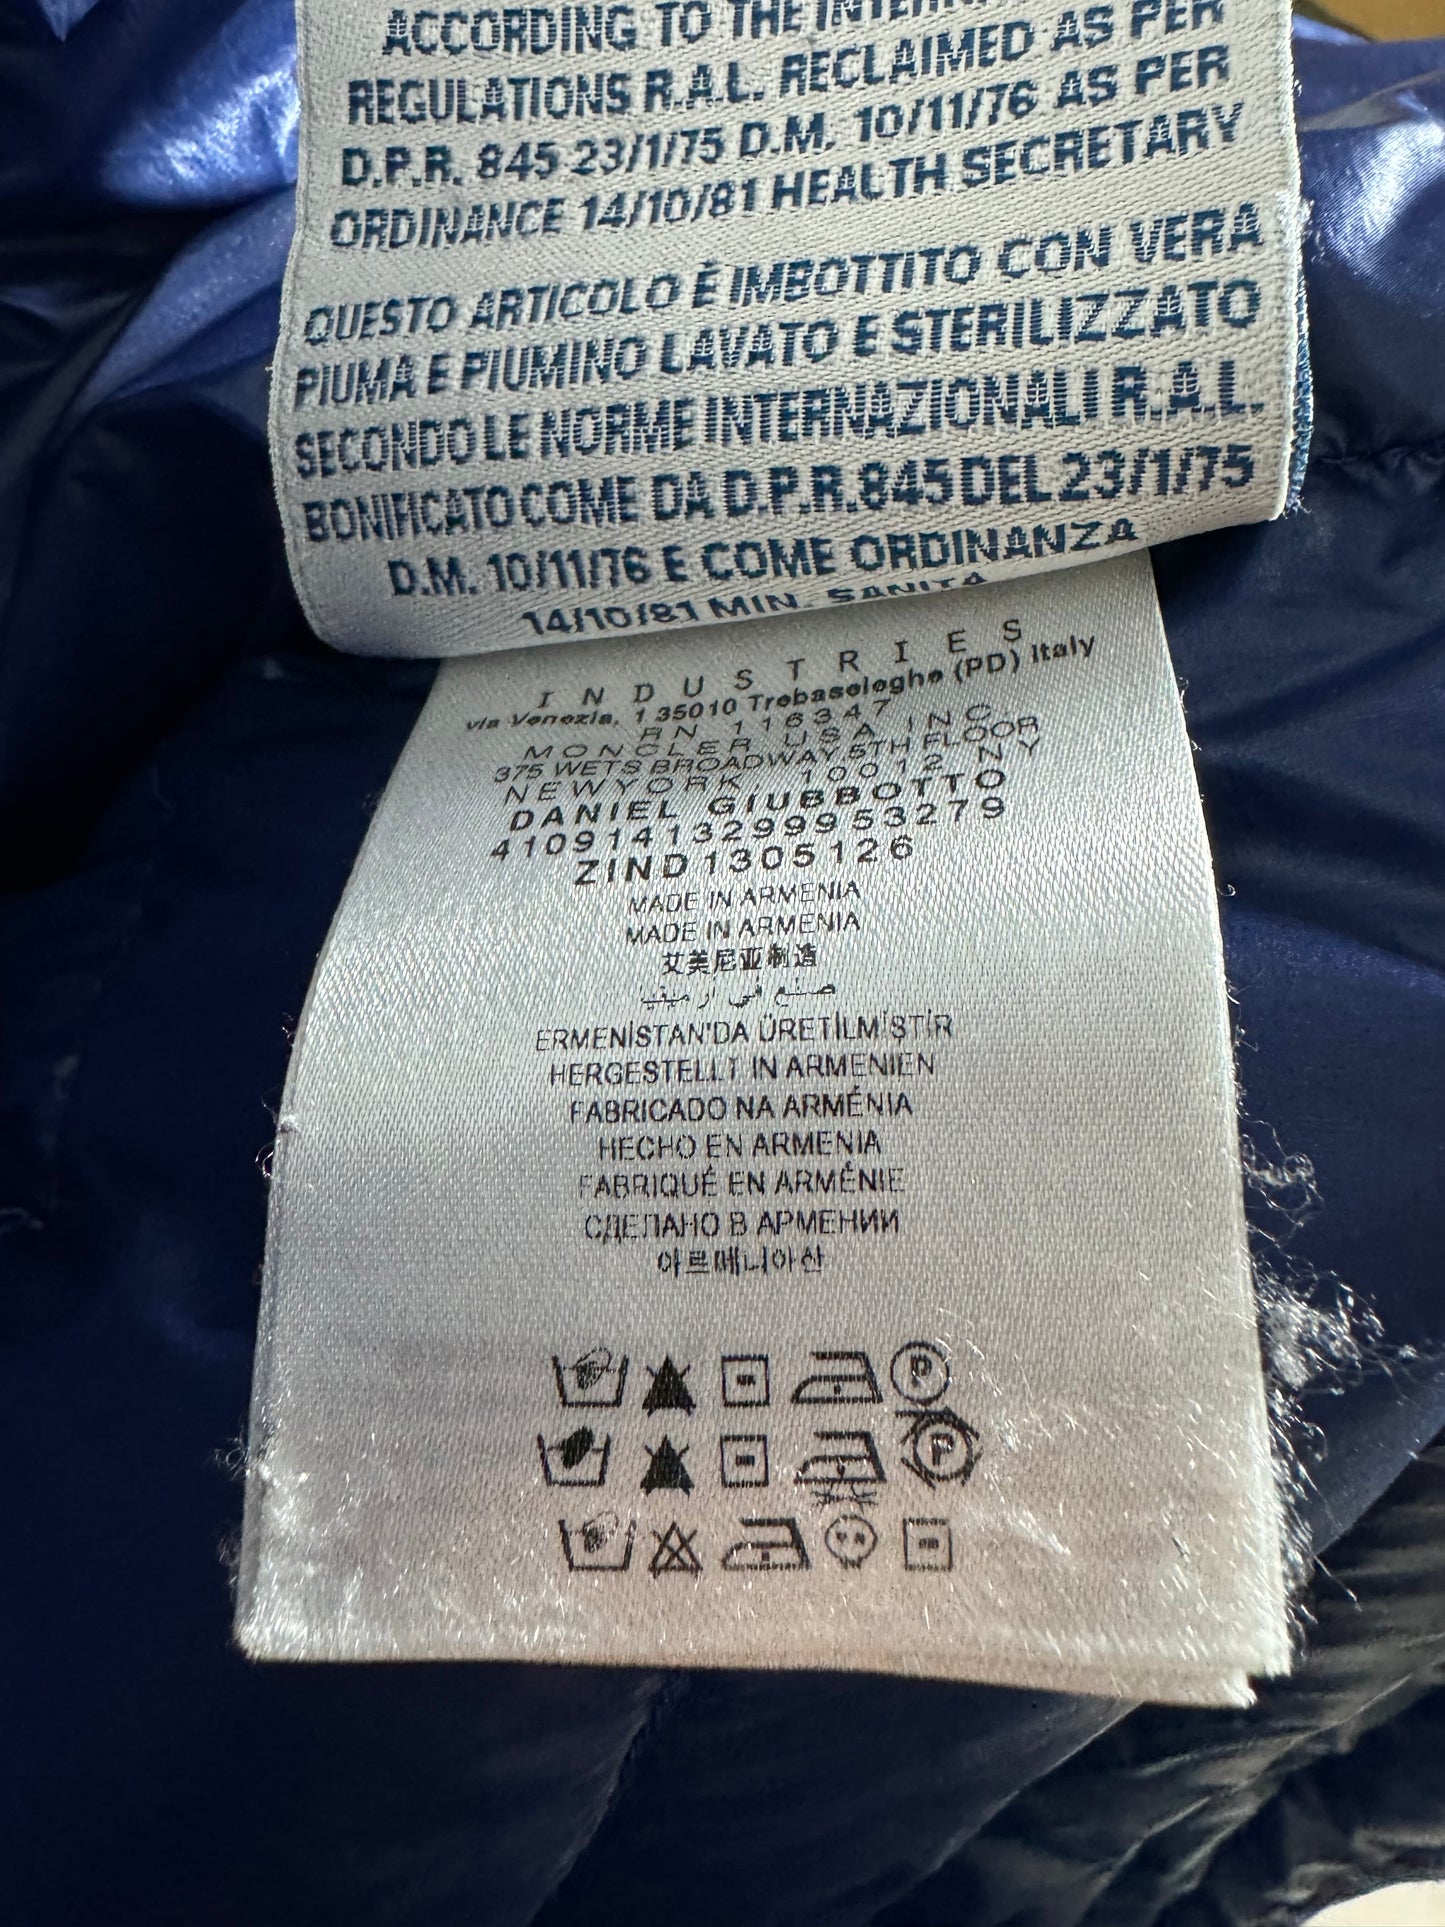 ACCORDING TO THE
REGULATIONS R.A.L. RECLAIMED AS PER
D.P.R. 845 23/1/75 D.M. 10/11/76 AS PER
ORDINANCE 14/10/81 HEALTH SECRETARY
QUESTO ARTICOLO È IMBOTTITO CON VERA
PIUMA E PIUMINO LAVATO E STERILIZZATO
SECONDO LE NORME INTERNAZIONALI R.A.L.
BONIFICATO COME DA D.P.R. 845 DEL 23/1/75
D.M. 10/11/76 E COME ORDINANZA
14/10/81 MIN. SANITÀ
INDUSTRIES
via Venezia, 1 35010 Trebaseleghe (PD) Italy
RN 116347
MONCLER USA INC.
375 WETS BROADWAY 5TH FLOOR
NEWYORK 10012 NY
DANIEL GIUBBOTTO
41091413299953279
ZIND1305126
MADE IN ARMENIA
MADE IN ARMENIA
艾美尼亚制造
صنع في ارمينيا
ERMENİSTAN'DA ÜRETİLMİŞTİR
HERGESTELLT IN ARMENIEN
FABRICADO NA ARMÉNIA
HECHO EN ARMENIA
FABRIQUÉ EN ARMÉNIE
СДЕЛАНО В АРМЕНИИ
아르메니아산
P
P